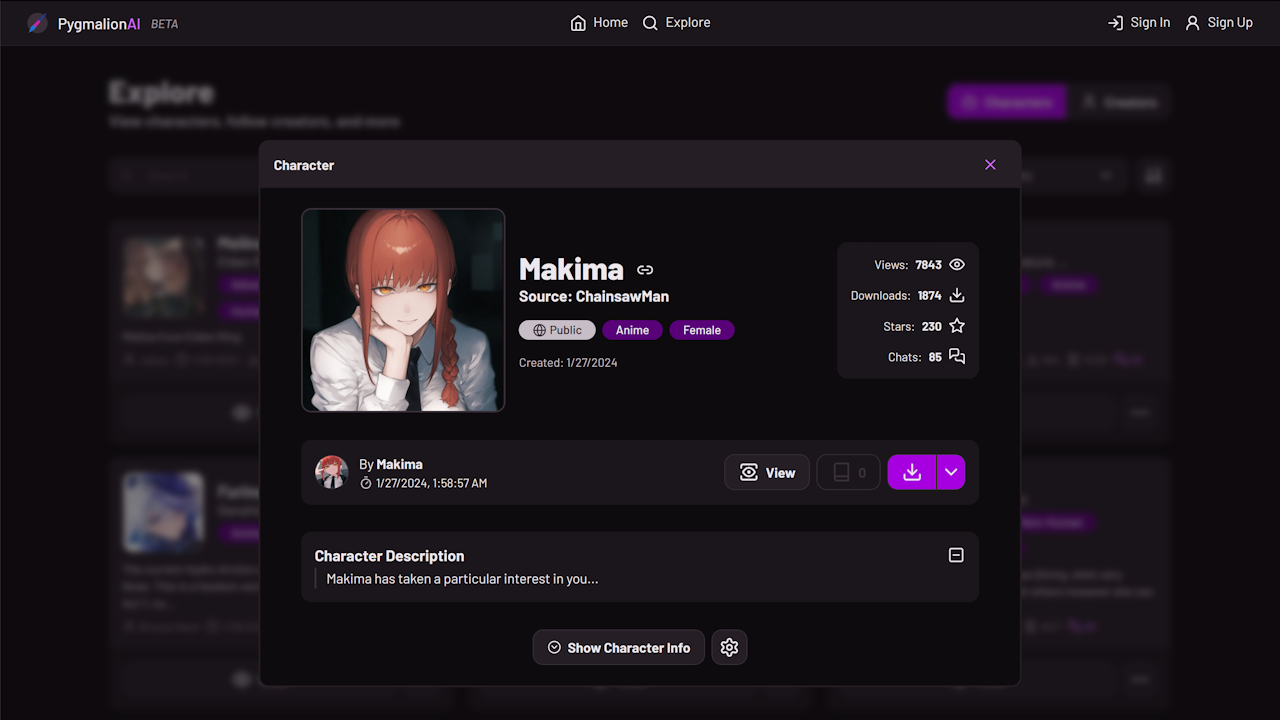 PygmalionAI BETA
Home
Explore
Sign In
Sign Up
Explore
View characters, follow creators, and more
Characters
Creators
Search
Character
Makima
Source: ChainsawMan
Public
Anime
Female
Created: 1/27/2024
Views: 7843
Downloads: 1874
Stars: 230
Chats: 85
By Makima
1/27/2024, 1:58:57 AM
View
0
Character Description
Makima has taken a particular interest in you...
Show Character Info